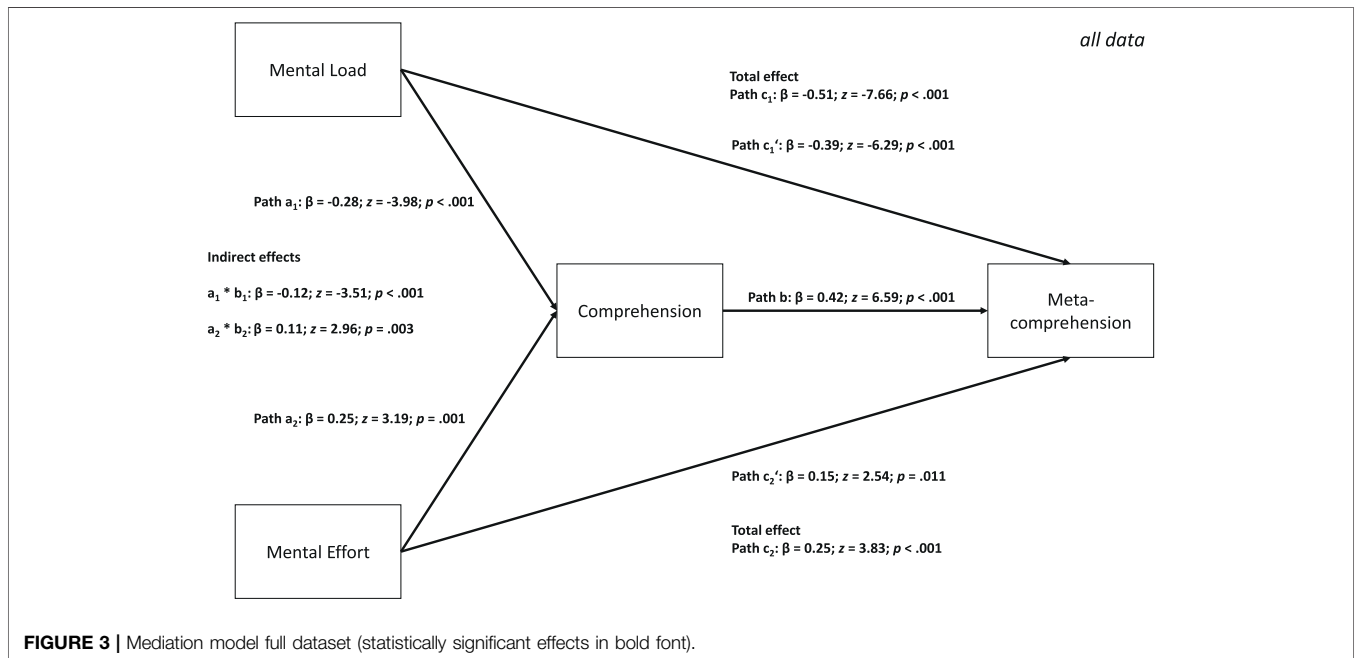 all data
Mental Load
Total effect
Path c₁: β = -0.51; z = -7.66; p < .001
Path c₁‘: β = -0.39; z = -6.29; p < .001
Path a₁: β = -0.28; z = -3.98; p < .001
Indirect effects
a₁ * b₁: β = -0.12; z = -3.51; p < .001
a₂ * b₂: β = 0.11; z = 2.96; p = .003
Comprehension
Path b: β = 0.42; z = 6.59; p < .001
Meta-
comprehension
Path a₂: β = 0.25; z = 3.19; p = .001
Path c₂‘: β = 0.15; z = 2.54; p = .011
Total effect
Path c₂: β = 0.25; z = 3.83; p < .001
Mental Effort
FIGURE 3 | Mediation model full dataset (statistically significant effects in bold font).